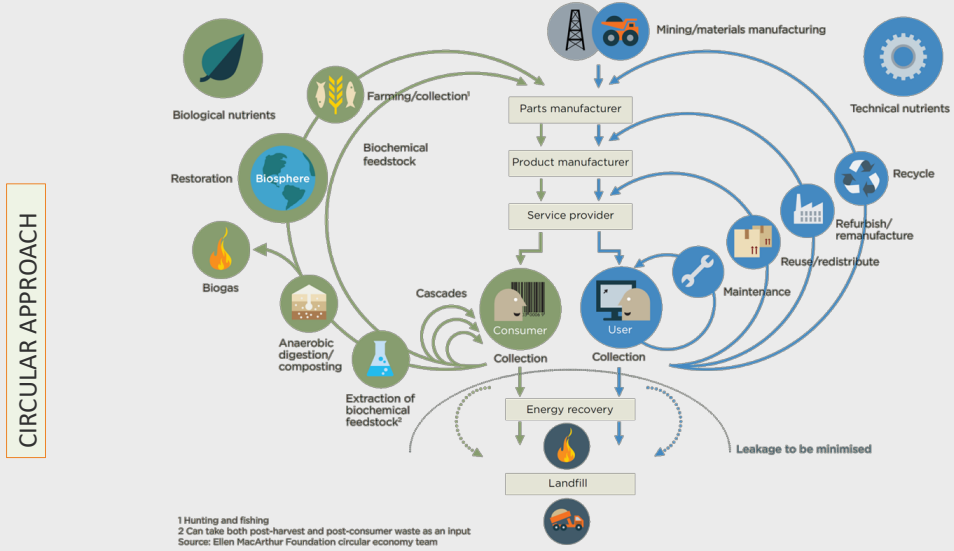 CIRCULAR APPROACH
Mining/materials manufacturing
Biological nutrients
Technical nutrients
Farming/collection¹
Parts manufacturer
Biochemical
feedstock
Product manufacturer
Restoration
Biosphere
Recycle
Service provider
Refurbish/
remanufacture
Biogas
Reuse/redistribute
Cascades
Maintenance
Consumer
User
Anaerobic
digestion/
composting
Collection
Collection
Extraction of
biochemical
feedstock²
Energy recovery
Leakage to be minimised
Landfill
1 Hunting and fishing
2 Can take both post-harvest and post-consumer waste as an input
Source: Ellen MacArthur Foundation circular economy team